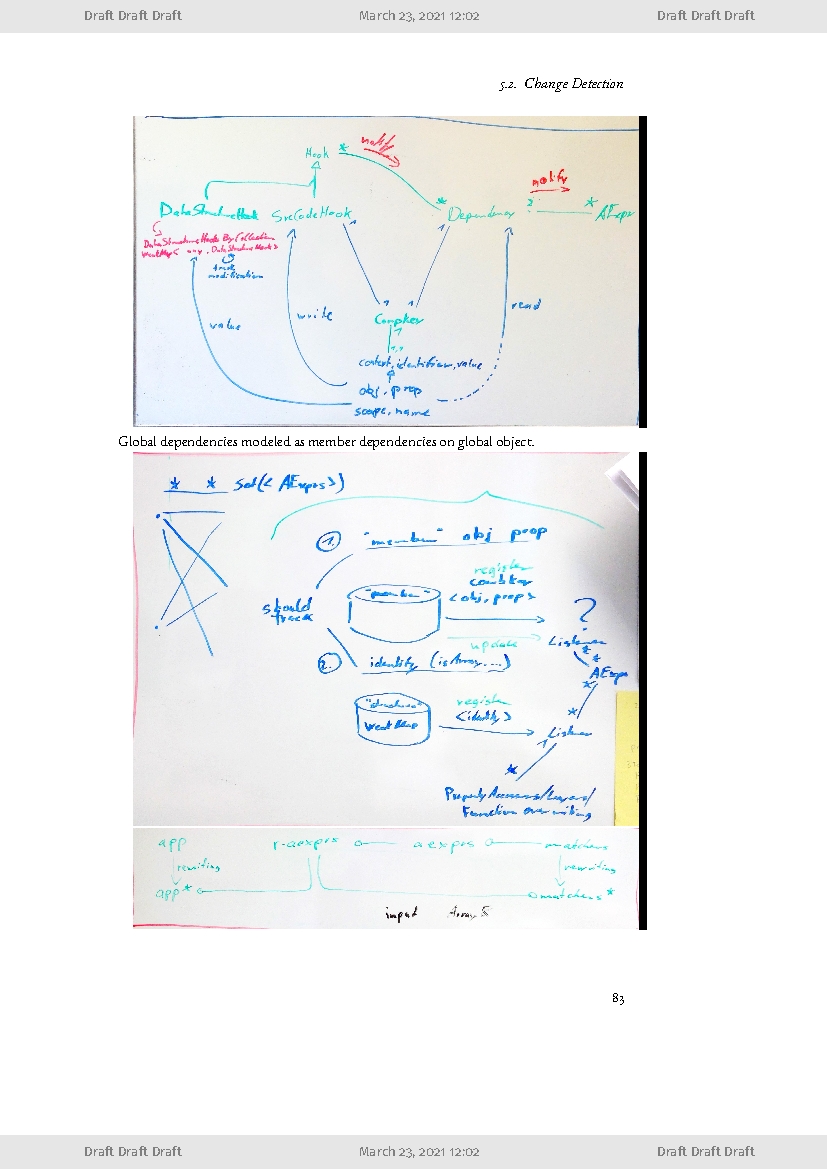 Draft Draft Draft March 23, 2021 12:02 Draft Draft Draft
5.2. Change Detection
Hook * notify
notify
DataStructureHook SrcCodeHook * Dependency * AExpr
DataStructureHooks By Collection
WeakMap< any, DataStructureHook>
track
modification
value write CompKey read
context, identifier, value
obj, prop
scope, name
Global dependencies modeled as member dependencies on global object.
* * Set(< AExprs>)
1. "member" obj prop
register
CombKey
"member" <obj, prop>
should
track ?
update Listener
2. identity (isArray....) *
* AExpr
*
register
<identity>
WeakMap * Listener
*
Property Accessors/Layers/
Function overwriting
app r-aexprs aexprs matchers
rewriting rewriting
app* matchers*
input Array
83
Draft Draft Draft March 23, 2021 12:02 Draft Draft Draft